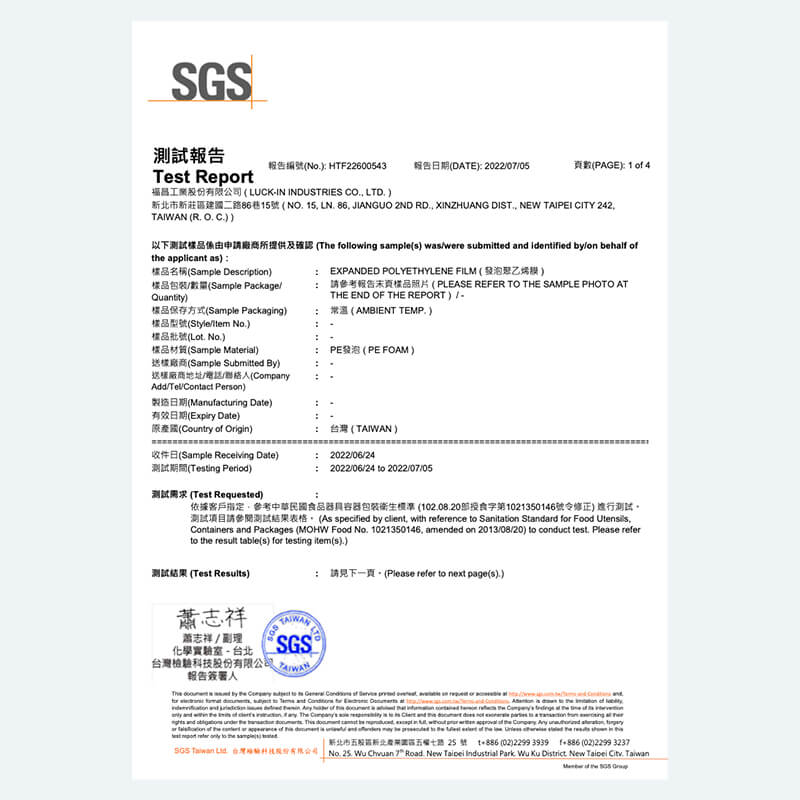 SGS
測試報告
Test Report
報告編號(No.): HTF22600543 報告日期(DATE): 2022/07/05 頁數(PAGE): 1 of 4
福昌工業股份有限公司 ( LUCK-IN INDUSTRIES CO., LTD. )
新北市新莊區建國二路86巷15號 ( NO. 15, LN. 86, JIANGUO 2ND RD., XINZHUANG DIST., NEW TAIPEI CITY 242,
TAIWAN (R. O. C.) )
以下測試樣品係由申請廠商所提供及確認 (The following sample(s) was/were submitted and identified by/on behalf of
the applicant as) :
樣品名稱(Sample Description) : EXPANDED POLYETHYLENE FILM ( 發泡聚乙烯膜 )
樣品包裝/數量(Sample Package/ : 請參考報告末頁樣品照片 ( PLEASE REFER TO THE SAMPLE PHOTO AT
Quantity) THE END OF THE REPORT ) / -
樣品保存方式(Sample Packaging) : 常溫 ( AMBIENT TEMP. )
樣品型號(Style/Item No.) : -
樣品批號(Lot. No.) : -
樣品材質(Sample Material) : PE發泡 ( PE FOAM )
送樣廠商(Sample Submitted By) : -
送樣廠商地址/電話/聯絡人(Company : -
Add/Tel/Contact Person)
製造日期(Manufacturing Date) : -
有效日期(Expiry Date) : -
原產國(Country of Origin) : 台灣 ( TAIWAN )
收件日(Sample Receiving Date) : 2022/06/24
測試期間(Testing Period) : 2022/06/24 to 2022/07/05
測試需求 (Test Requested) :
依據客戶指定，參考中華民國食品器具容器包裝衛生標準 (102.08.20部授食字第1021350146號令修正) 進行測試。
測試項目請參閱測試結果表格。 (As specified by client, with reference to Sanitation Standard for Food Utensils,
Containers and Packages (MOHW Food No. 1021350146, amended on 2013/08/20) to conduct test. Please refer
to the result table(s) for testing item(s).)
測試結果 (Test Results) : 請見下一頁。(Please refer to next page(s).)
蕭志祥
蕭志祥 / 副理
化學實驗室 - 台北
台灣檢驗科技股份有限公司
報告簽署人
SGS TAIWAN LTD
SGS
TAIWAN
This document is issued by the Company subject to its General Conditions of Service printed overleaf, available on request or accessible at http://www.sgs.com.tw/Terms-and-Conditions and,
for electronic format documents, subject to Terms and Conditions for Electronic Documents at http://www.sgs.com.tw/Terms-and-Conditions. Attention is drawn to the limitation of liability,
indemnification and jurisdiction issues defined therein. Any holder of this document is advised that information contained hereon reflects the Company's findings at the time of its intervention
only and within the limits of client's instruction, if any. The Company's sole responsibility is to its Client and this document does not exonerate parties to a transaction from exercising all their
rights and obligations under the transaction documents. This document cannot be reproduced, except in full, without prior written approval of the Company. Any unauthorized alteration, forgery
or falsification of the content or appearance of this document is unlawful and offenders may be prosecuted to the fullest extent of the law. Unless otherwise stated the results shown in this
test report refer only to the sample(s) tested.
SGS Taiwan Ltd. 台灣檢驗科技股份有限公司
新北市五股區新北產業園區五權七路 25 號 t+886 (02)2299 3939 f+886 (02)2299 3237
No. 25, Wu Chyuan 7th Road, New Taipei Industrial Park, Wu Ku District, New Taipei City, Taiwan
Member of the SGS Group